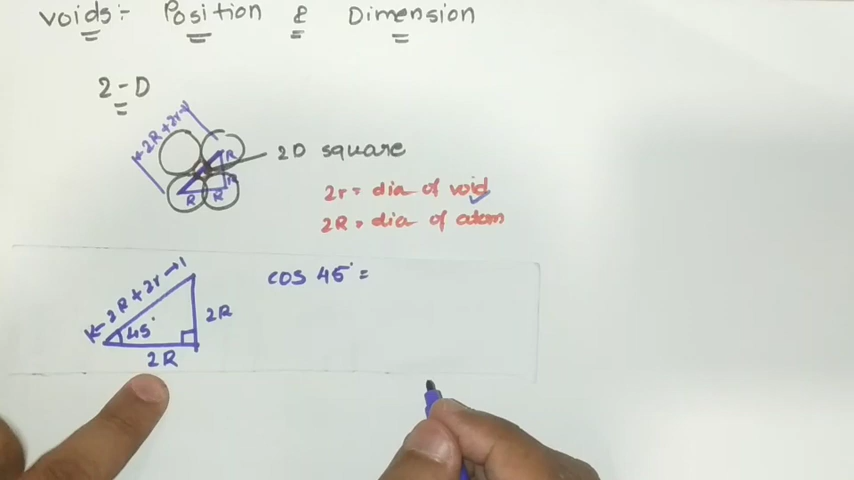 Voids:- Position & Dimension
2-D
2R+2r
2D square
R
R
R R
2r = dia of void
2R = dia of atom
2R + 2r
cos 45° =
45°
2R
2R